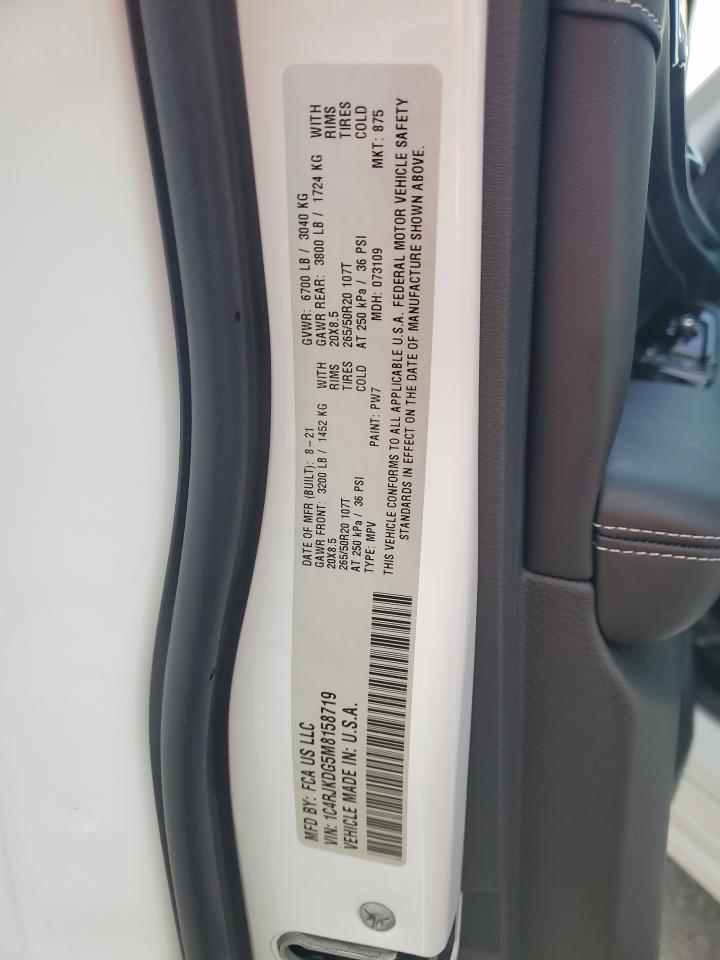 MFD BY: FCA US LLC
VIN: 1C4RJKDG5M8158719
VEHICLE MADE IN: U.S.A.
DATE OF MFR (BUILT): 8-21 GVWR: 6700 LB / 3040 KG
GAWR FRONT: 3200 LB / 1452 KG WITH GAWR REAR: 3800 LB / 1724 KG WITH
20X8.5 RIMS 20X8.5 RIMS
265/50R20 107T TIRES 265/50R20 107T TIRES
AT 250 kPa / 36 PSI COLD AT 250 kPa / 36 PSI COLD
TYPE: MPV PAINT: PW7 MDH: 073109 MKT: 875
THIS VEHICLE CONFORMS TO ALL APPLICABLE U.S.A. FEDERAL MOTOR VEHICLE SAFETY
STANDARDS IN EFFECT ON THE DATE OF MANUFACTURE SHOWN ABOVE.